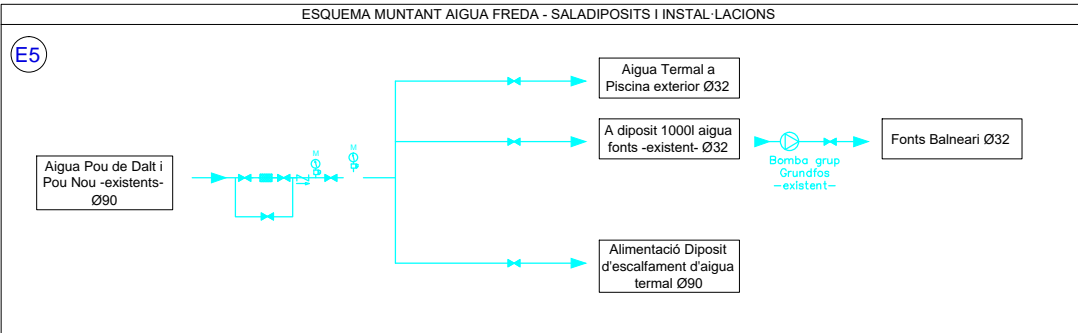 ESQUEMA MUNTANT AIGUA FREDA - SALADIPOSITS I INSTAL·LACIONS
E5
Aigua Termal a
Piscina exterior Ø32
A diposit 1000l aigua
fonts -existent- Ø32
Fonts Balneari Ø32
Bomba grup
Grundfos
-existent-
M
M
Aigua Pou de Dalt i
Pou Nou -existents-
Ø90
Alimentació Diposit
d'escalfament d'aigua
termal Ø90